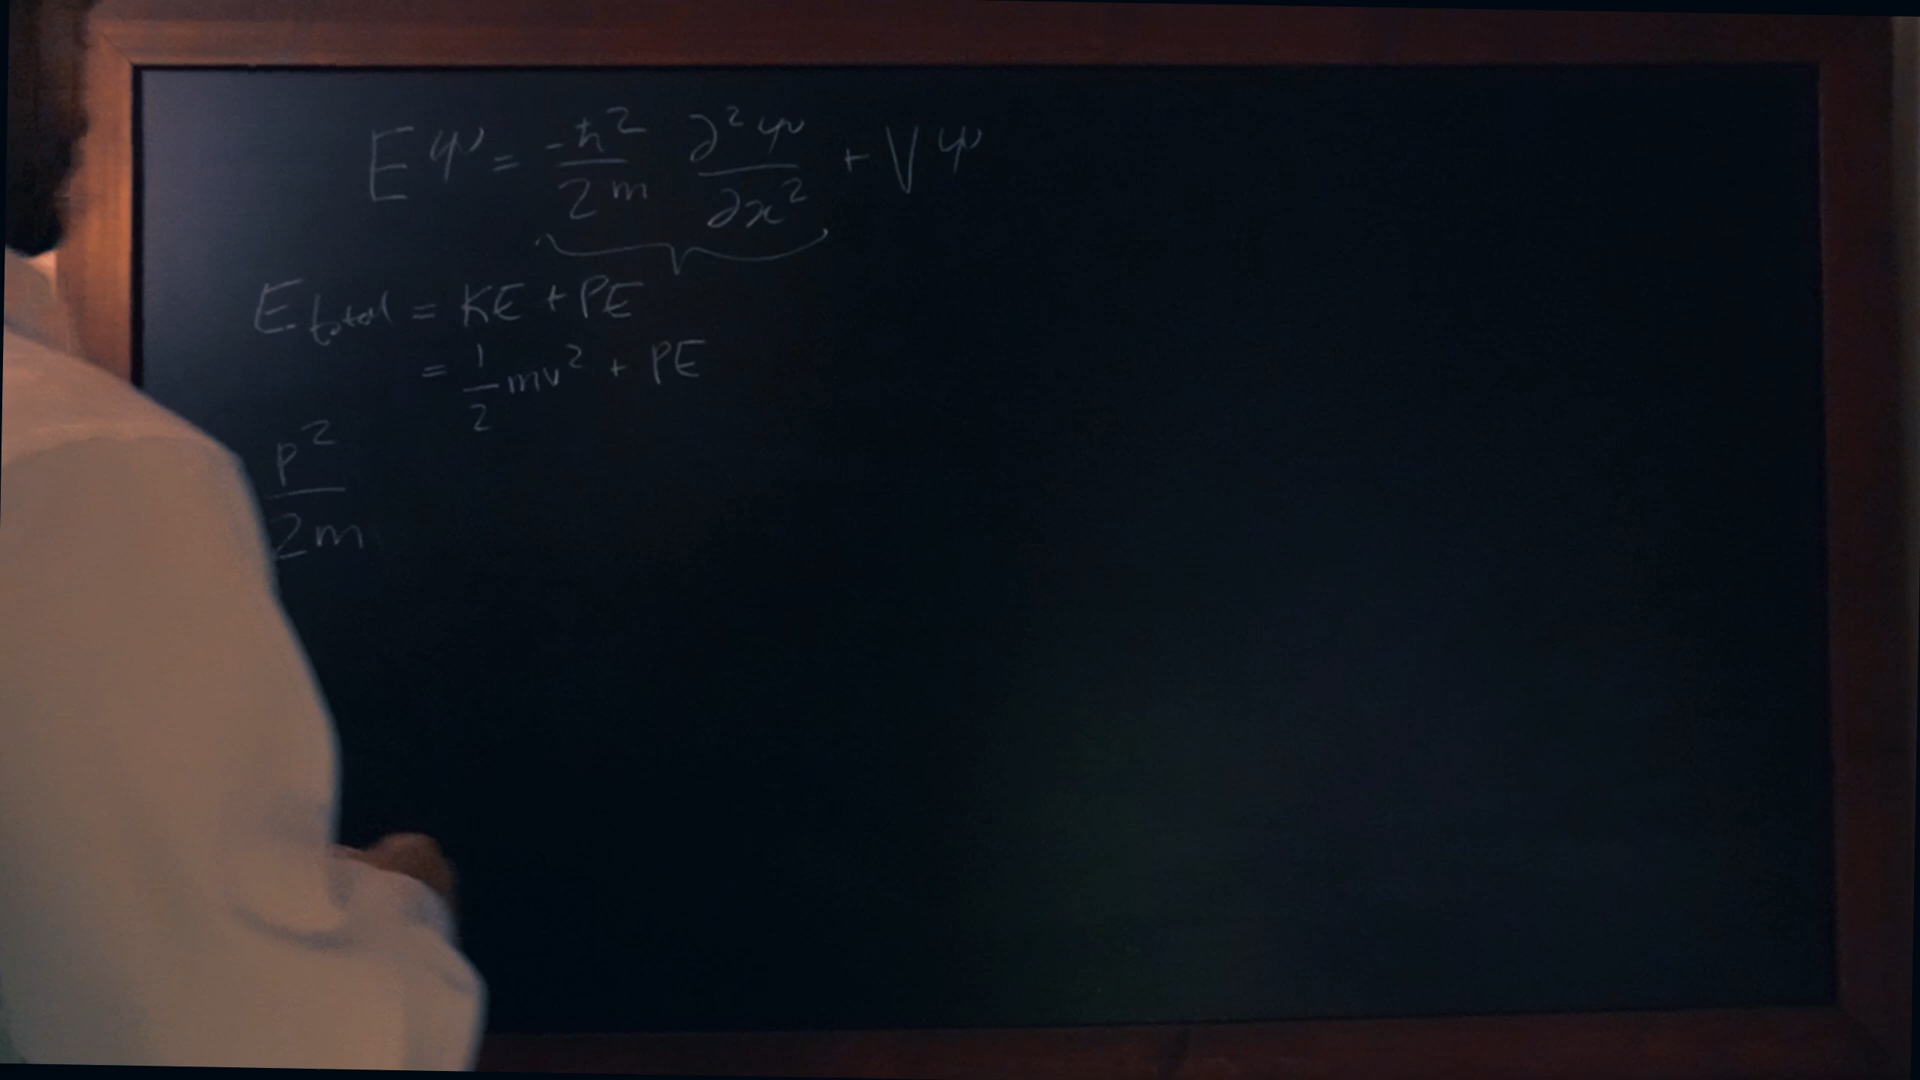 Eψ = -ħ²/2m ∂²ψ/∂x² + Vψ
E total = KE + PE
= 1/2 mv² + PE
p²/2m